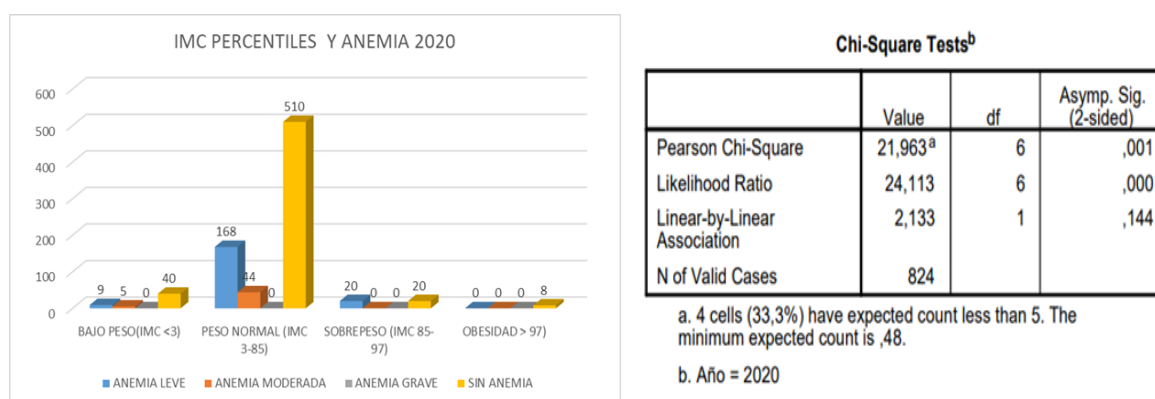 IMC PERCENTILES Y ANEMIA 2020
600
500
400
300
200
100
0
9 5 0 40
168 44 0 510
20 0 0 20
0 0 0 8
BAJO PESO(IMC <3)
PESO NORMAL (IMC
3-85)
SOBREPESO (IMC 85-
97)
OBESIDAD > 97)
ANEMIA LEVE ANEMIA MODERADA ANEMIA GRAVE SIN ANEMIA
Chi-Square Testsᵇ
Value df Asymp. Sig.
(2-sided)
Pearson Chi-Square 21,963ᵃ 6 ,001
Likelihood Ratio 24,113 6 ,000
Linear-by-Linear
Association 2,133 1 ,144
N of Valid Cases 824
a. 4 cells (33,3%) have expected count less than 5. The
minimum expected count is ,48.
b. Año = 2020